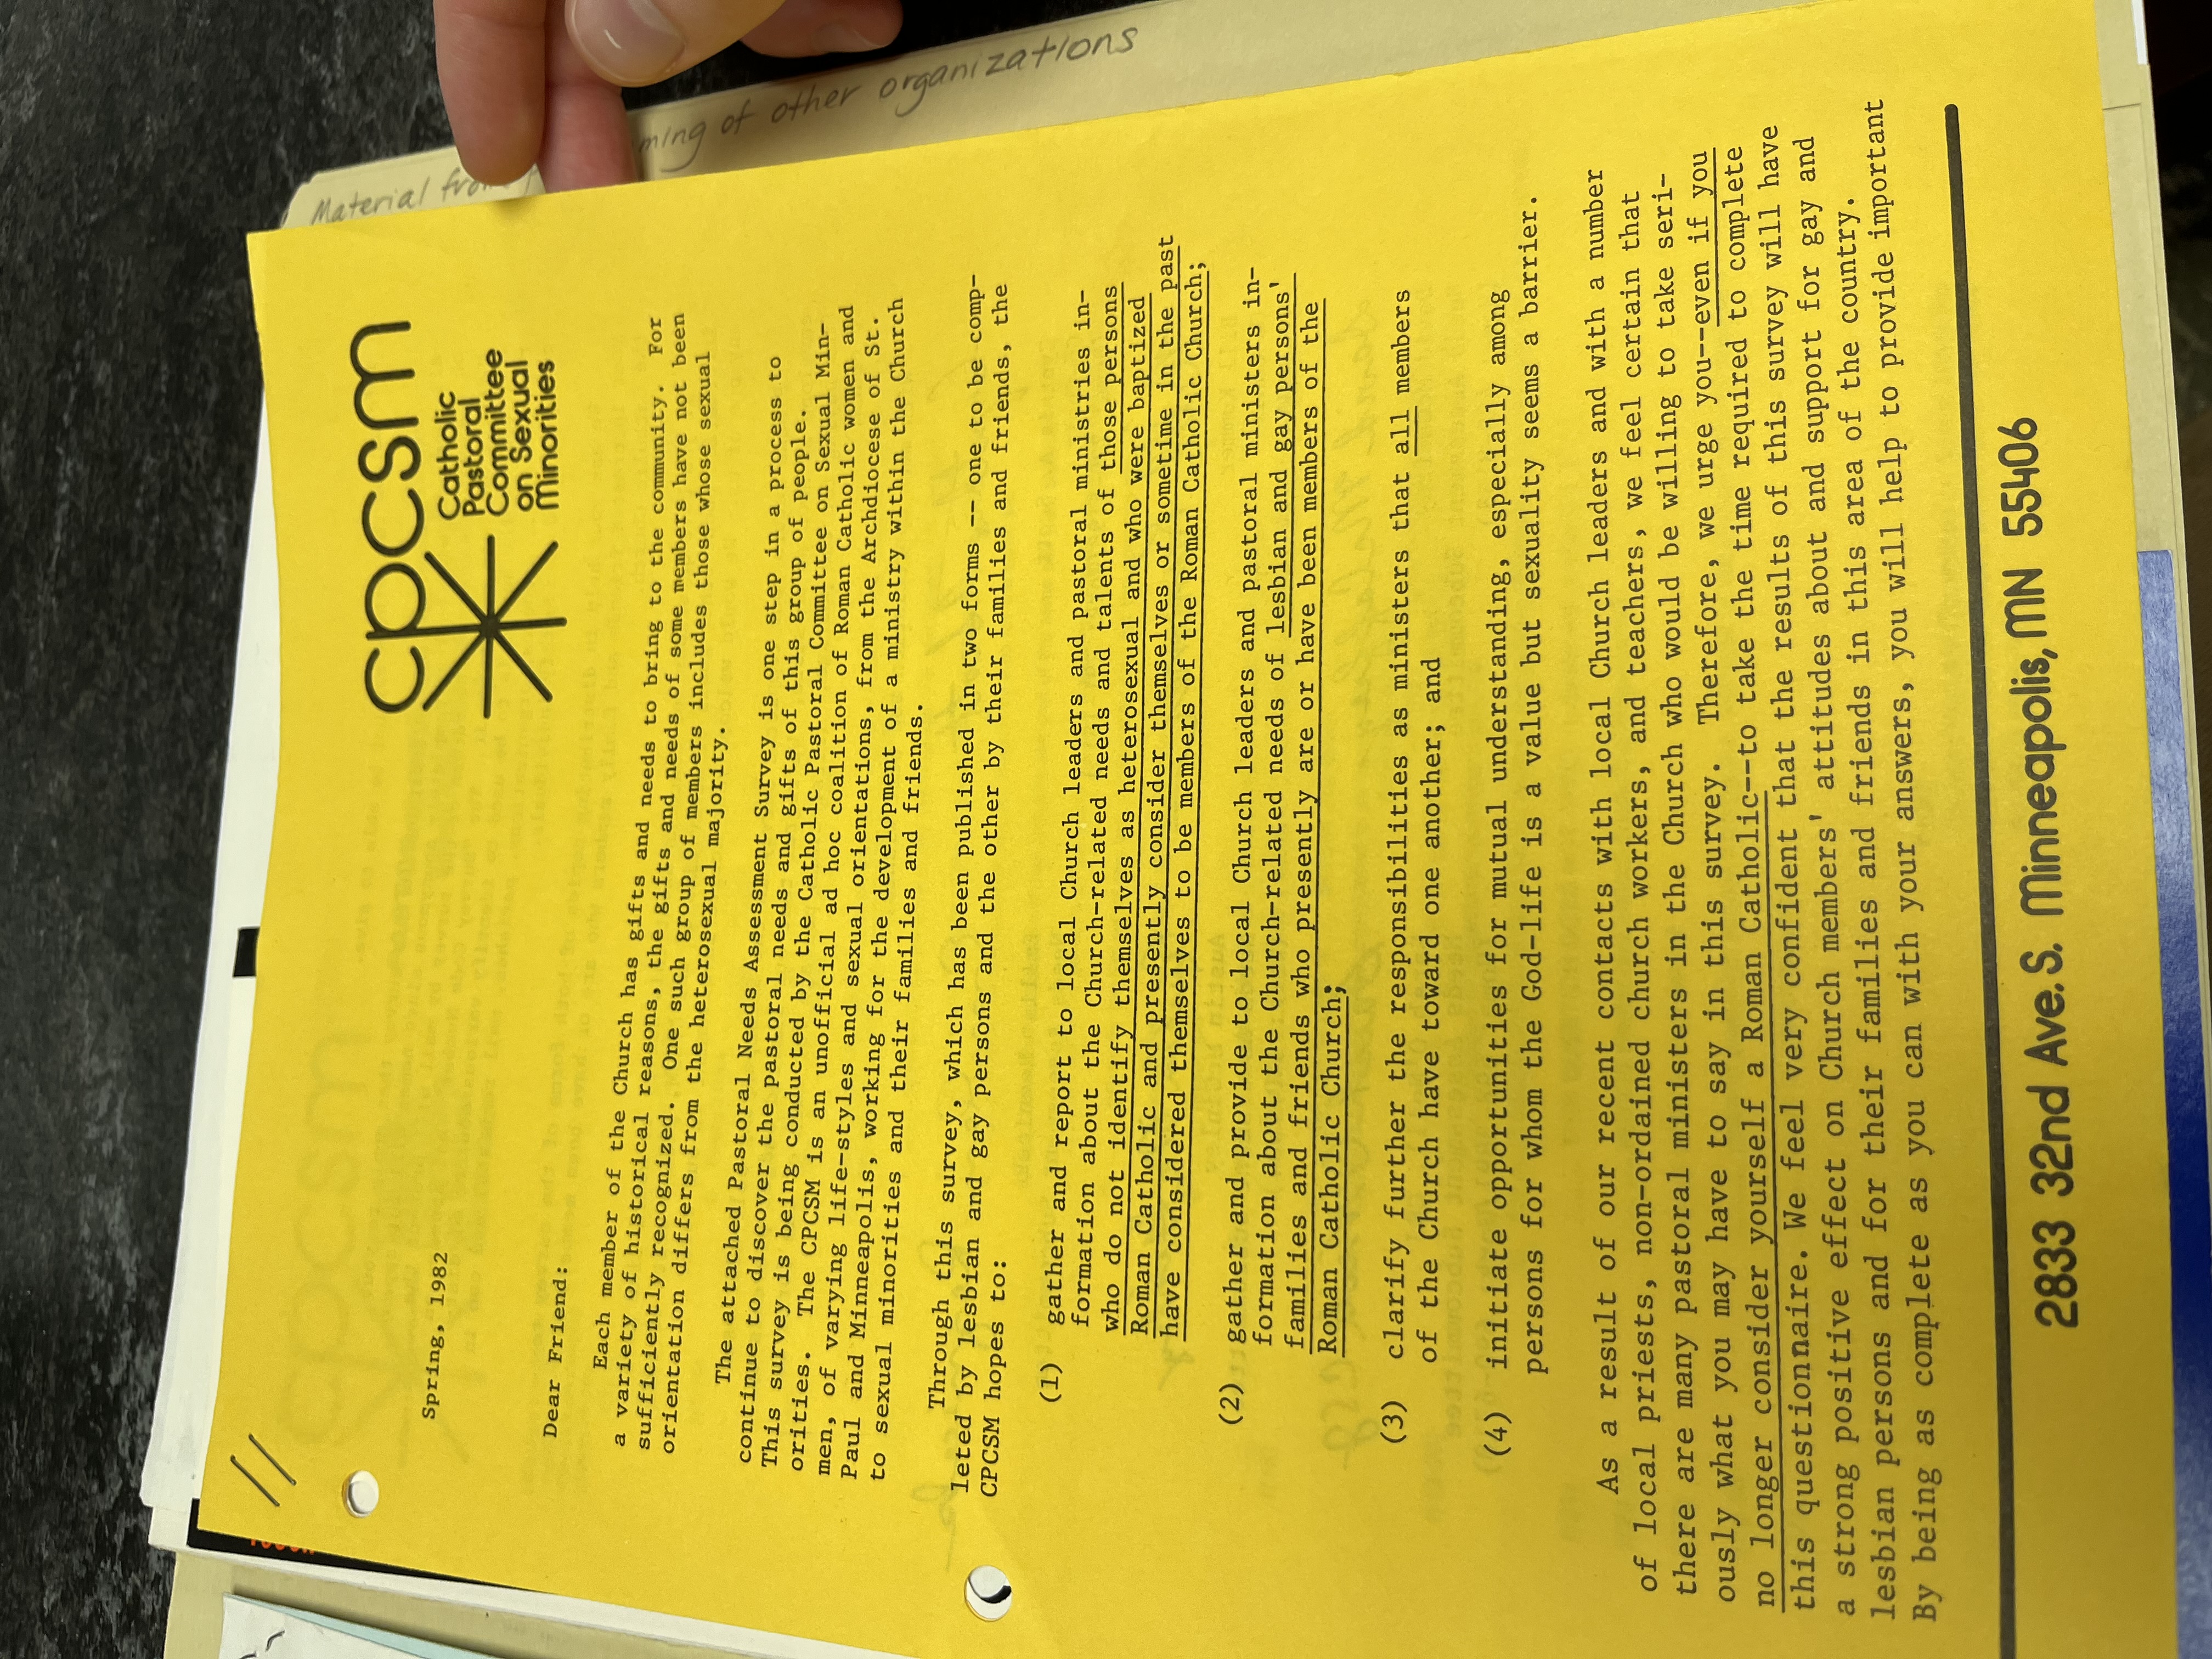 cpcsm
Catholic
Pastoral
Committee
on Sexual
Minorities
Spring, 1982
Dear Friend:
Each member of the Church has gifts and needs to bring to the community. For
a variety of historical reasons, the gifts and needs of some members have not been
sufficiently recognized. One such group of members includes those whose sexual
orientation differs from the heterosexual majority.
The attached Pastoral Needs Assessment Survey is one step in a process to
continue to discover the pastoral needs and gifts of this group of people.
This survey is being conducted by the Catholic Pastoral Committee on Sexual Min-
orities. The CPCSM is an unofficial ad hoc coalition of Roman Catholic women and
men, of varying life-styles and sexual orientations, from the Archdiocese of St.
Paul and Minneapolis, working for the development of a ministry within the Church
to sexual minorities and their families and friends.
Through this survey, which has been published in two forms -- one to be comp-
leted by lesbian and gay persons and the other by their families and friends, the
CPCSM hopes to:
(1) gather and report to local Church leaders and pastoral ministries in-
formation about the Church-related needs and talents of those persons
who do not identify themselves as heterosexual and who were baptized
Roman Catholic and presently consider themselves or sometime in the past
have considered themselves to be members of the Roman Catholic Church;
(2) gather and provide to local Church leaders and pastoral ministers in-
formation about the Church-related needs of lesbian and gay persons'
families and friends who presently are or have been members of the
Roman Catholic Church;
(3) clarify further the responsibilities as ministers that all members
of the Church have toward one another; and
(4) initiate opportunities for mutual understanding, especially among
persons for whom the God-life is a value but sexuality seems a barrier.
As a result of our recent contacts with local Church leaders and with a number
of local priests, non-ordained church workers, and teachers, we feel certain that
there are many pastoral ministers in the Church who would be willing to take seri-
ously what you may have to say in this survey. Therefore, we urge you--even if you
no longer consider yourself a Roman Catholic--to take the time required to complete
this questionnaire. We feel very confident that the results of this survey will have
a strong positive effect on Church members' attitudes about and support for gay and
lesbian persons and for their families and friends in this area of the country.
By being as complete as you can with your answers, you will help to provide important
2833 32nd Ave. S. Minneapolis, MN 55406
Material from
of other organizations